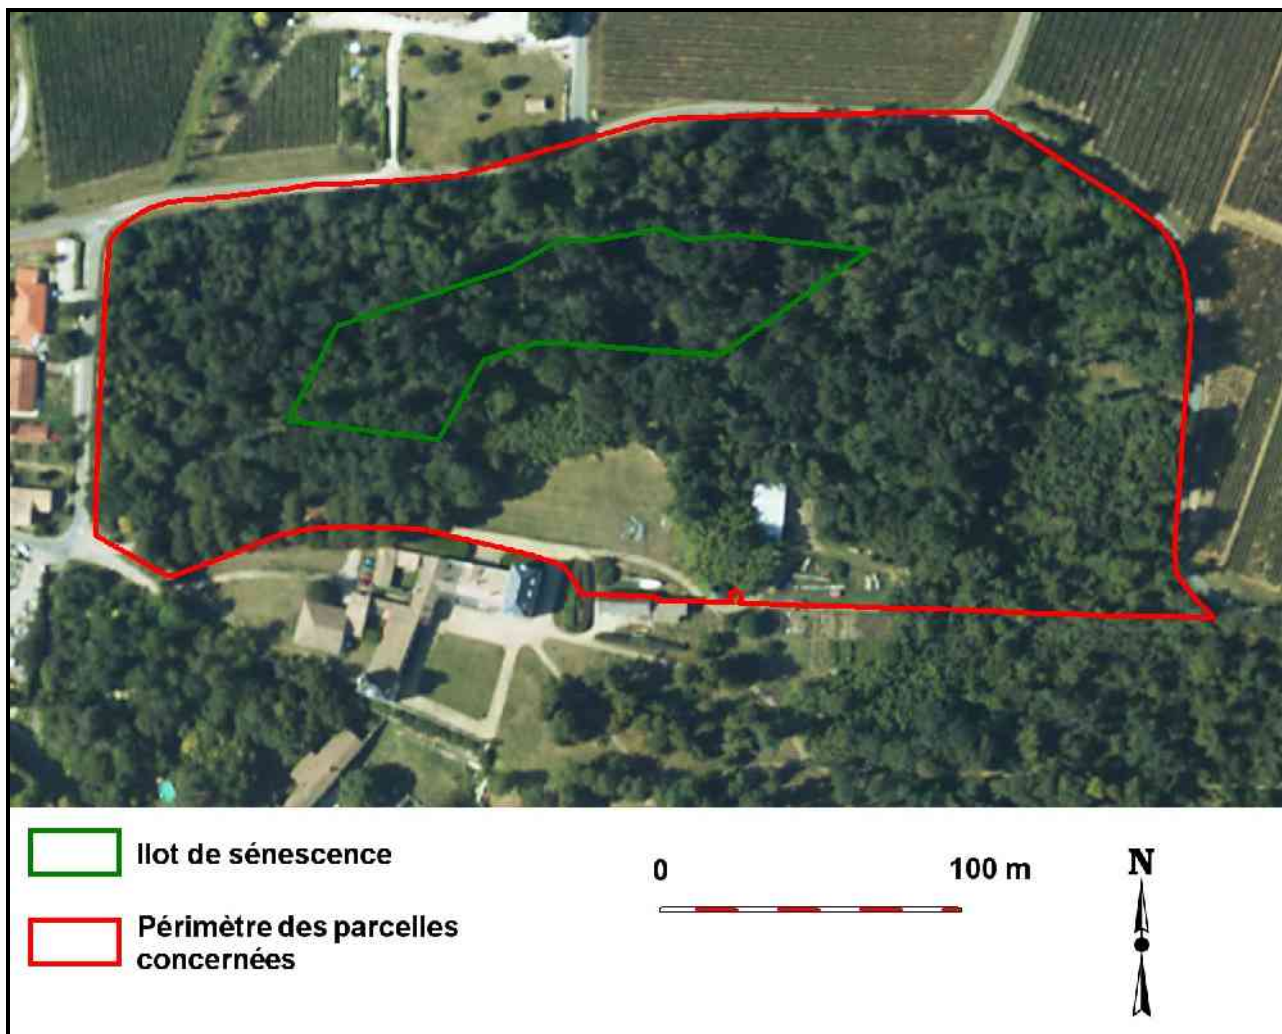 Ilot de sénescence
Périmètre des parcelles
concernées
0 100 m
N